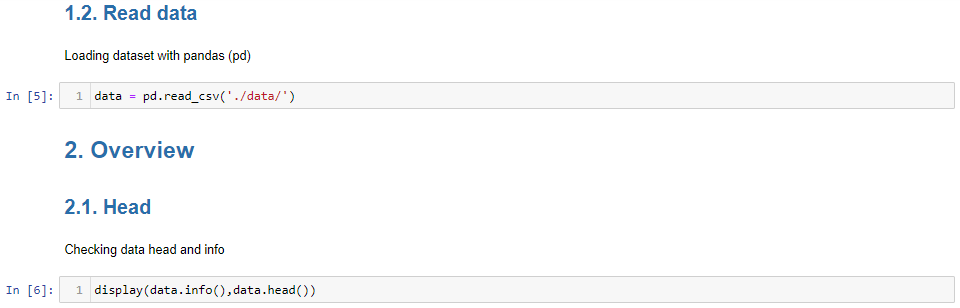 1.2. Read data
Loading dataset with pandas (pd)
In [5]: 1 data = pd.read_csv('./data/')
2. Overview
2.1. Head
Checking data head and info
In [6]: 1 display(data.info(),data.head())